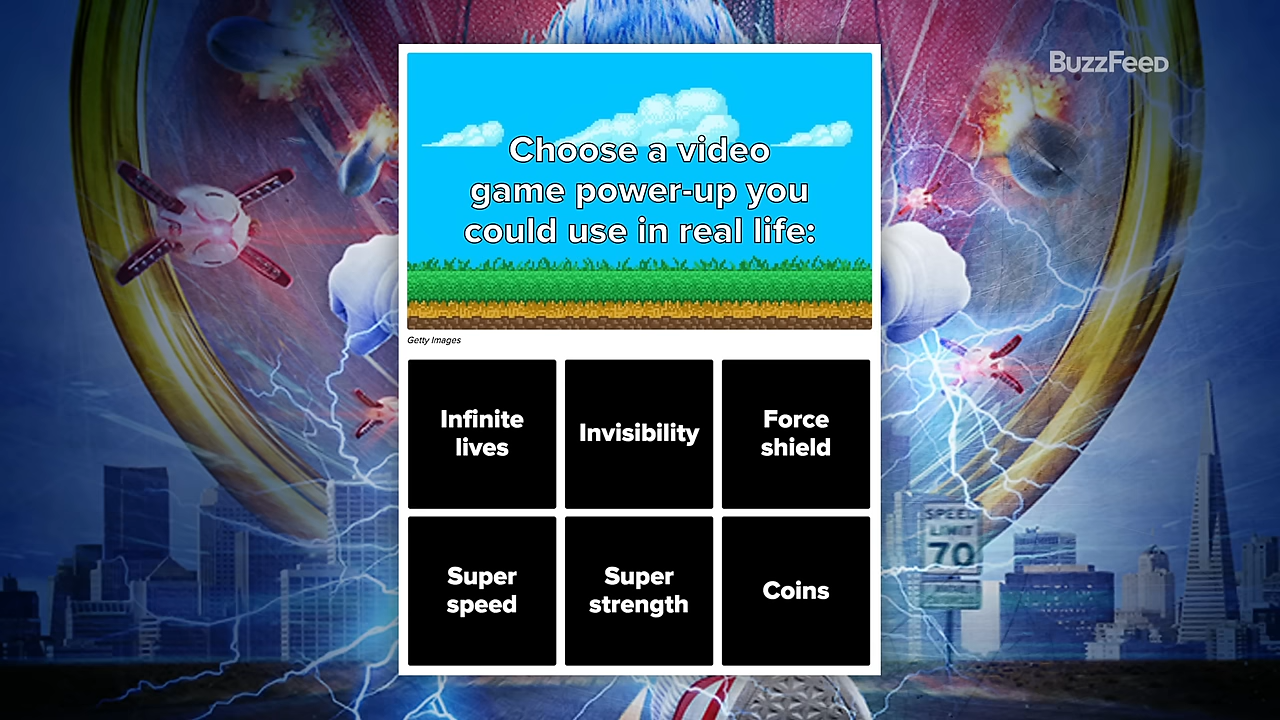 BuzzFeed
Choose a video
game power-up you
could use in real life:
Getty Images
Infinite
lives
Invisibility
Force
shield
Super
speed
Super
strength
Coins
SPEED
LIMIT
70